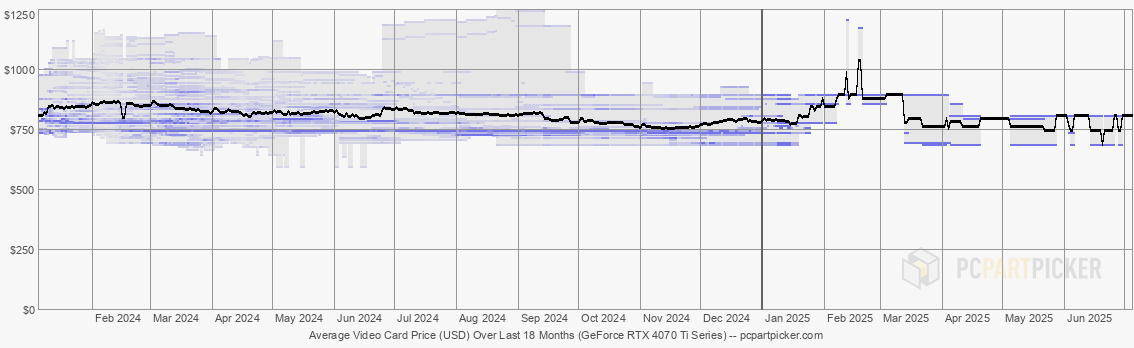 $1250
$1000
$750
$500
$250
$0
PCPARTPICKER
Feb 2024 Mar 2024 Apr 2024 May 2024 Jun 2024 Jul 2024 Aug 2024 Sep 2024 Oct 2024 Nov 2024 Dec 2024 Jan 2025 Feb 2025 Mar 2025 Apr 2025 May 2025 Jun 2025
Average Video Card Price (USD) Over Last 18 Months (GeForce RTX 4070 Ti Series) -- pcpartpicker.com